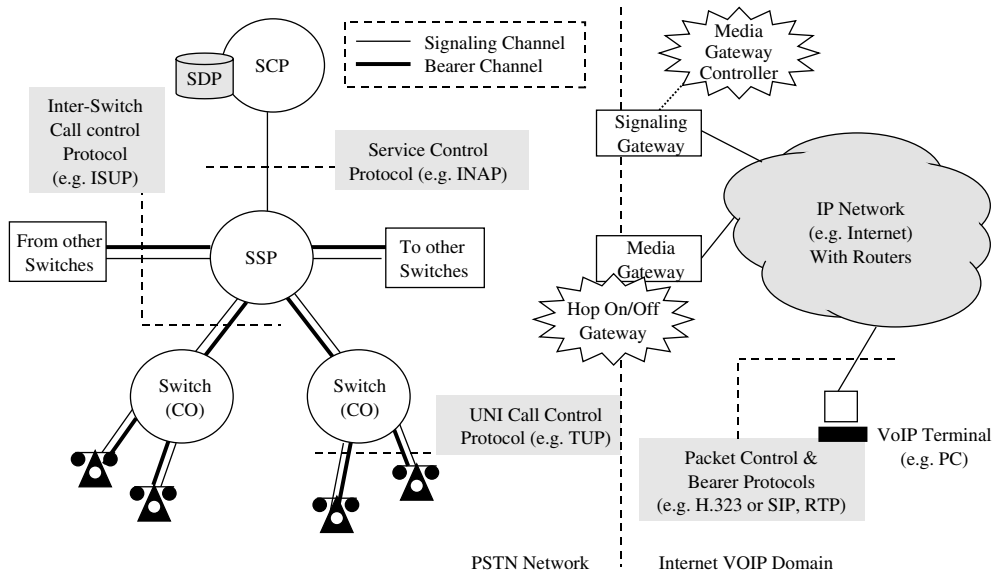 SCP
SDP
Signaling Channel
Bearer Channel
Media
Gateway
Controller
Inter-Switch
Call control
Protocol
(e.g. ISUP)
Service Control
Protocol (e.g. INAP)
Signaling
Gateway
From other
Switches
SSP
To other
Switches
Media
Gateway
IP Network
(e.g. Internet)
With Routers
Hop On/Off
Gateway
Switch
(CO)
Switch
(CO)
UNI Call Control
Protocol (e.g. TUP)
VoIP Terminal
(e.g. PC)
Packet Control &
Bearer Protocols
(e.g. H.323 or SIP, RTP)
PSTN Network
Internet VOIP Domain